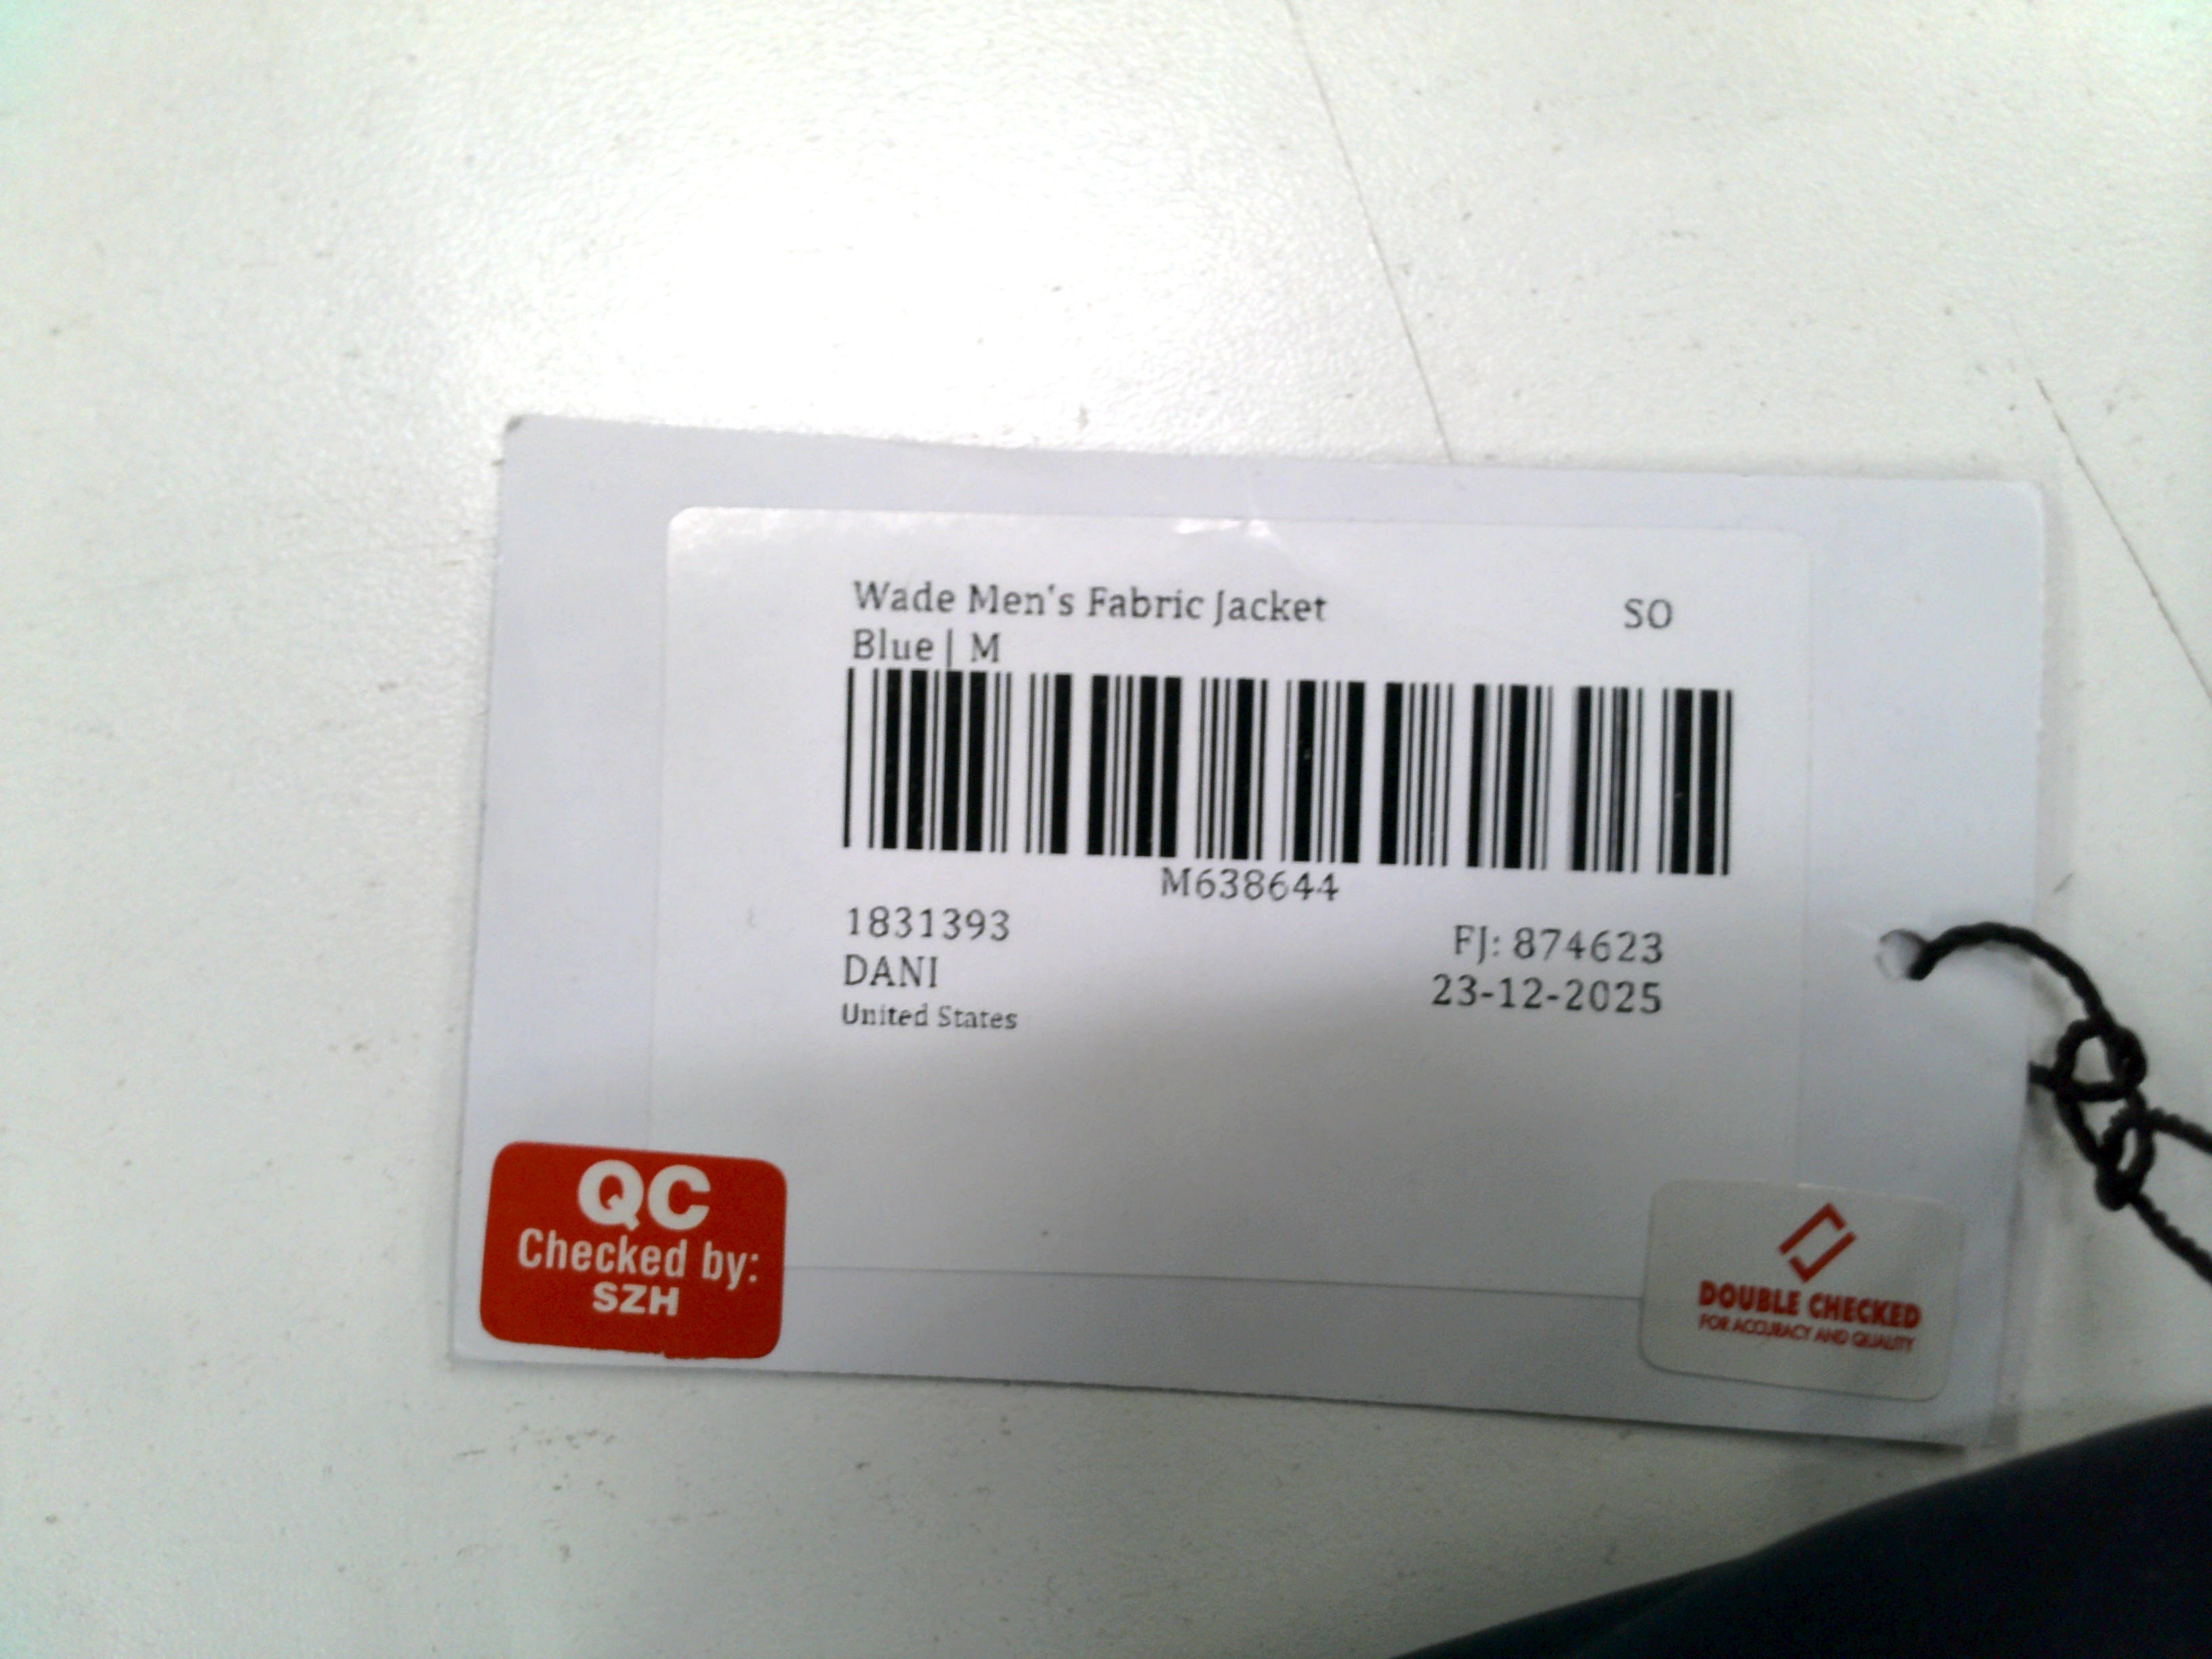 Wade Men's Fabric Jacket SO
Blue | M
M638644
1831393 FJ: 874623
DANI 23-12-2025
United States
QC
Checked by:
SZH
DOUBLE CHECKED
FOR ACCURACY AND QUALITY